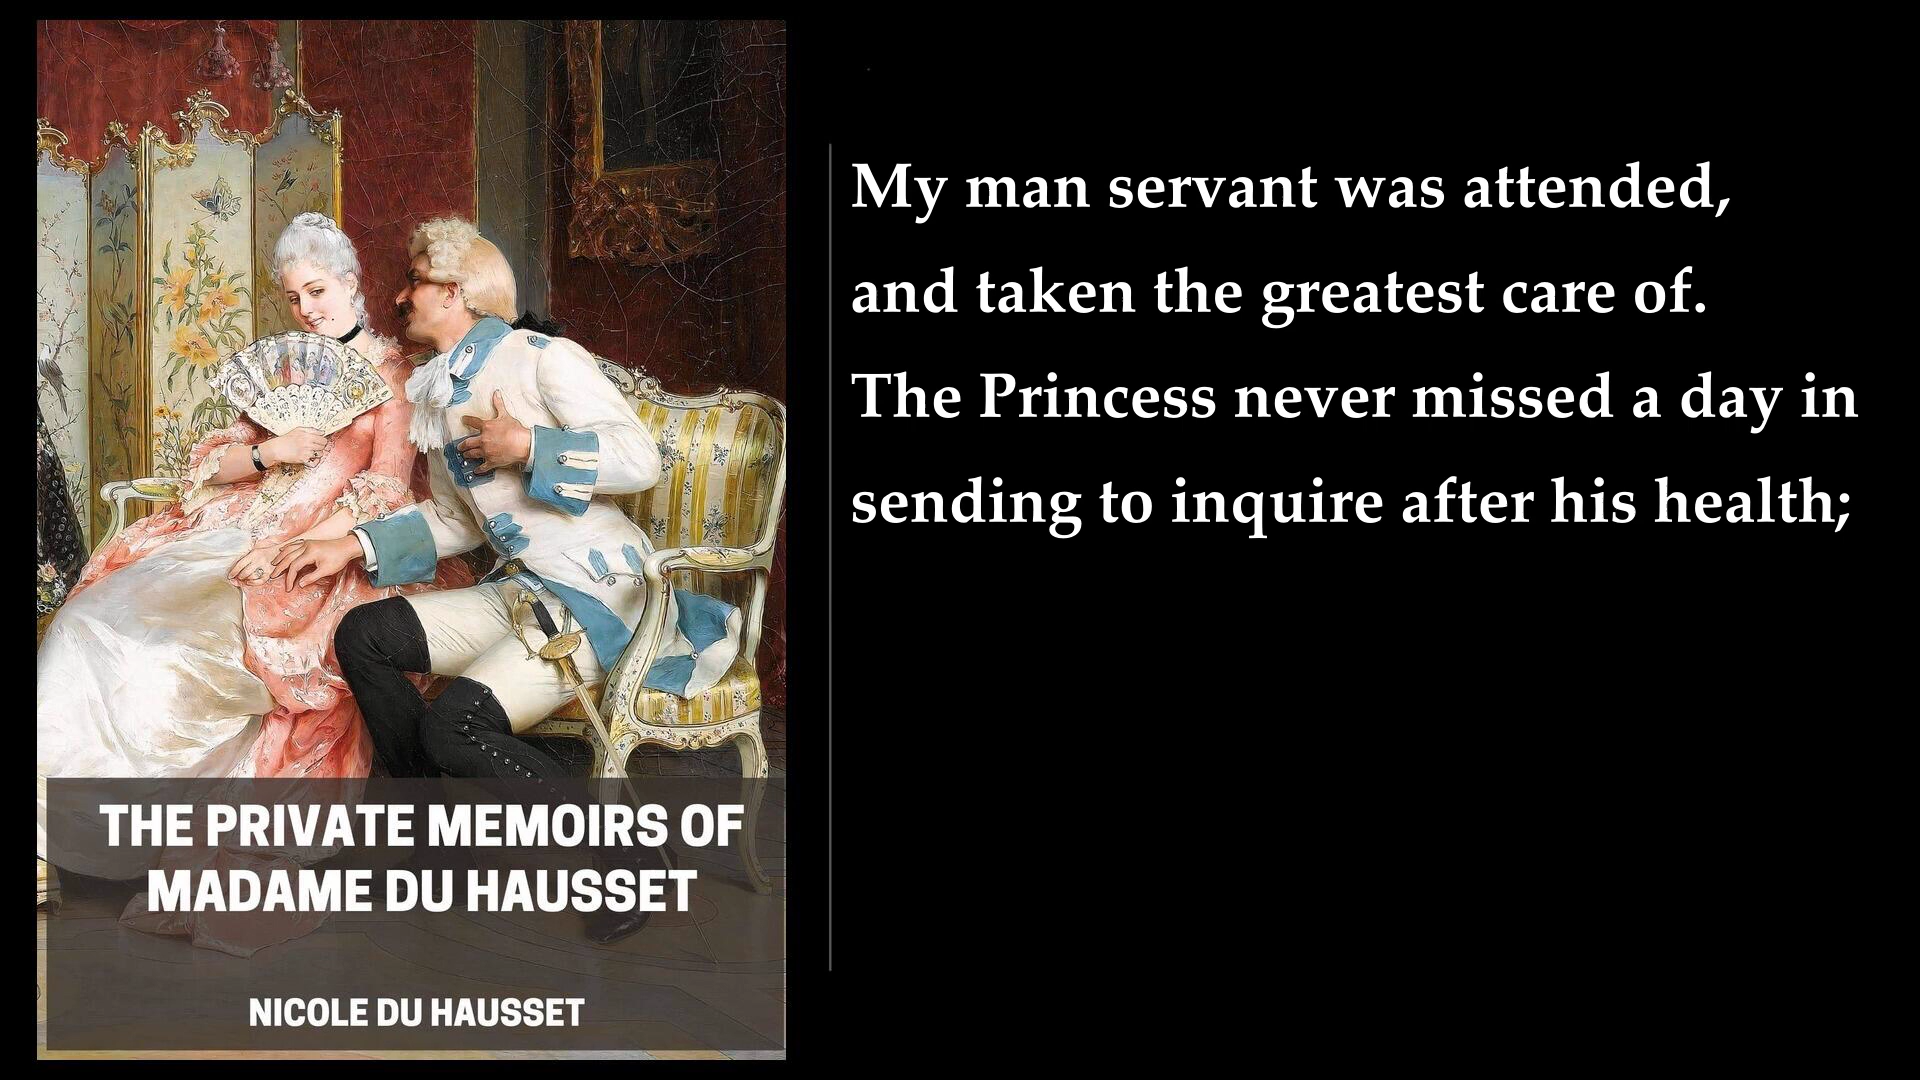 THE PRIVATE MEMOIRS OF
MADAME DU HAUSSET
NICOLE DU HAUSSET
My man servant was attended,
and taken the greatest care of.
The Princess never missed a day in
sending to inquire after his health;